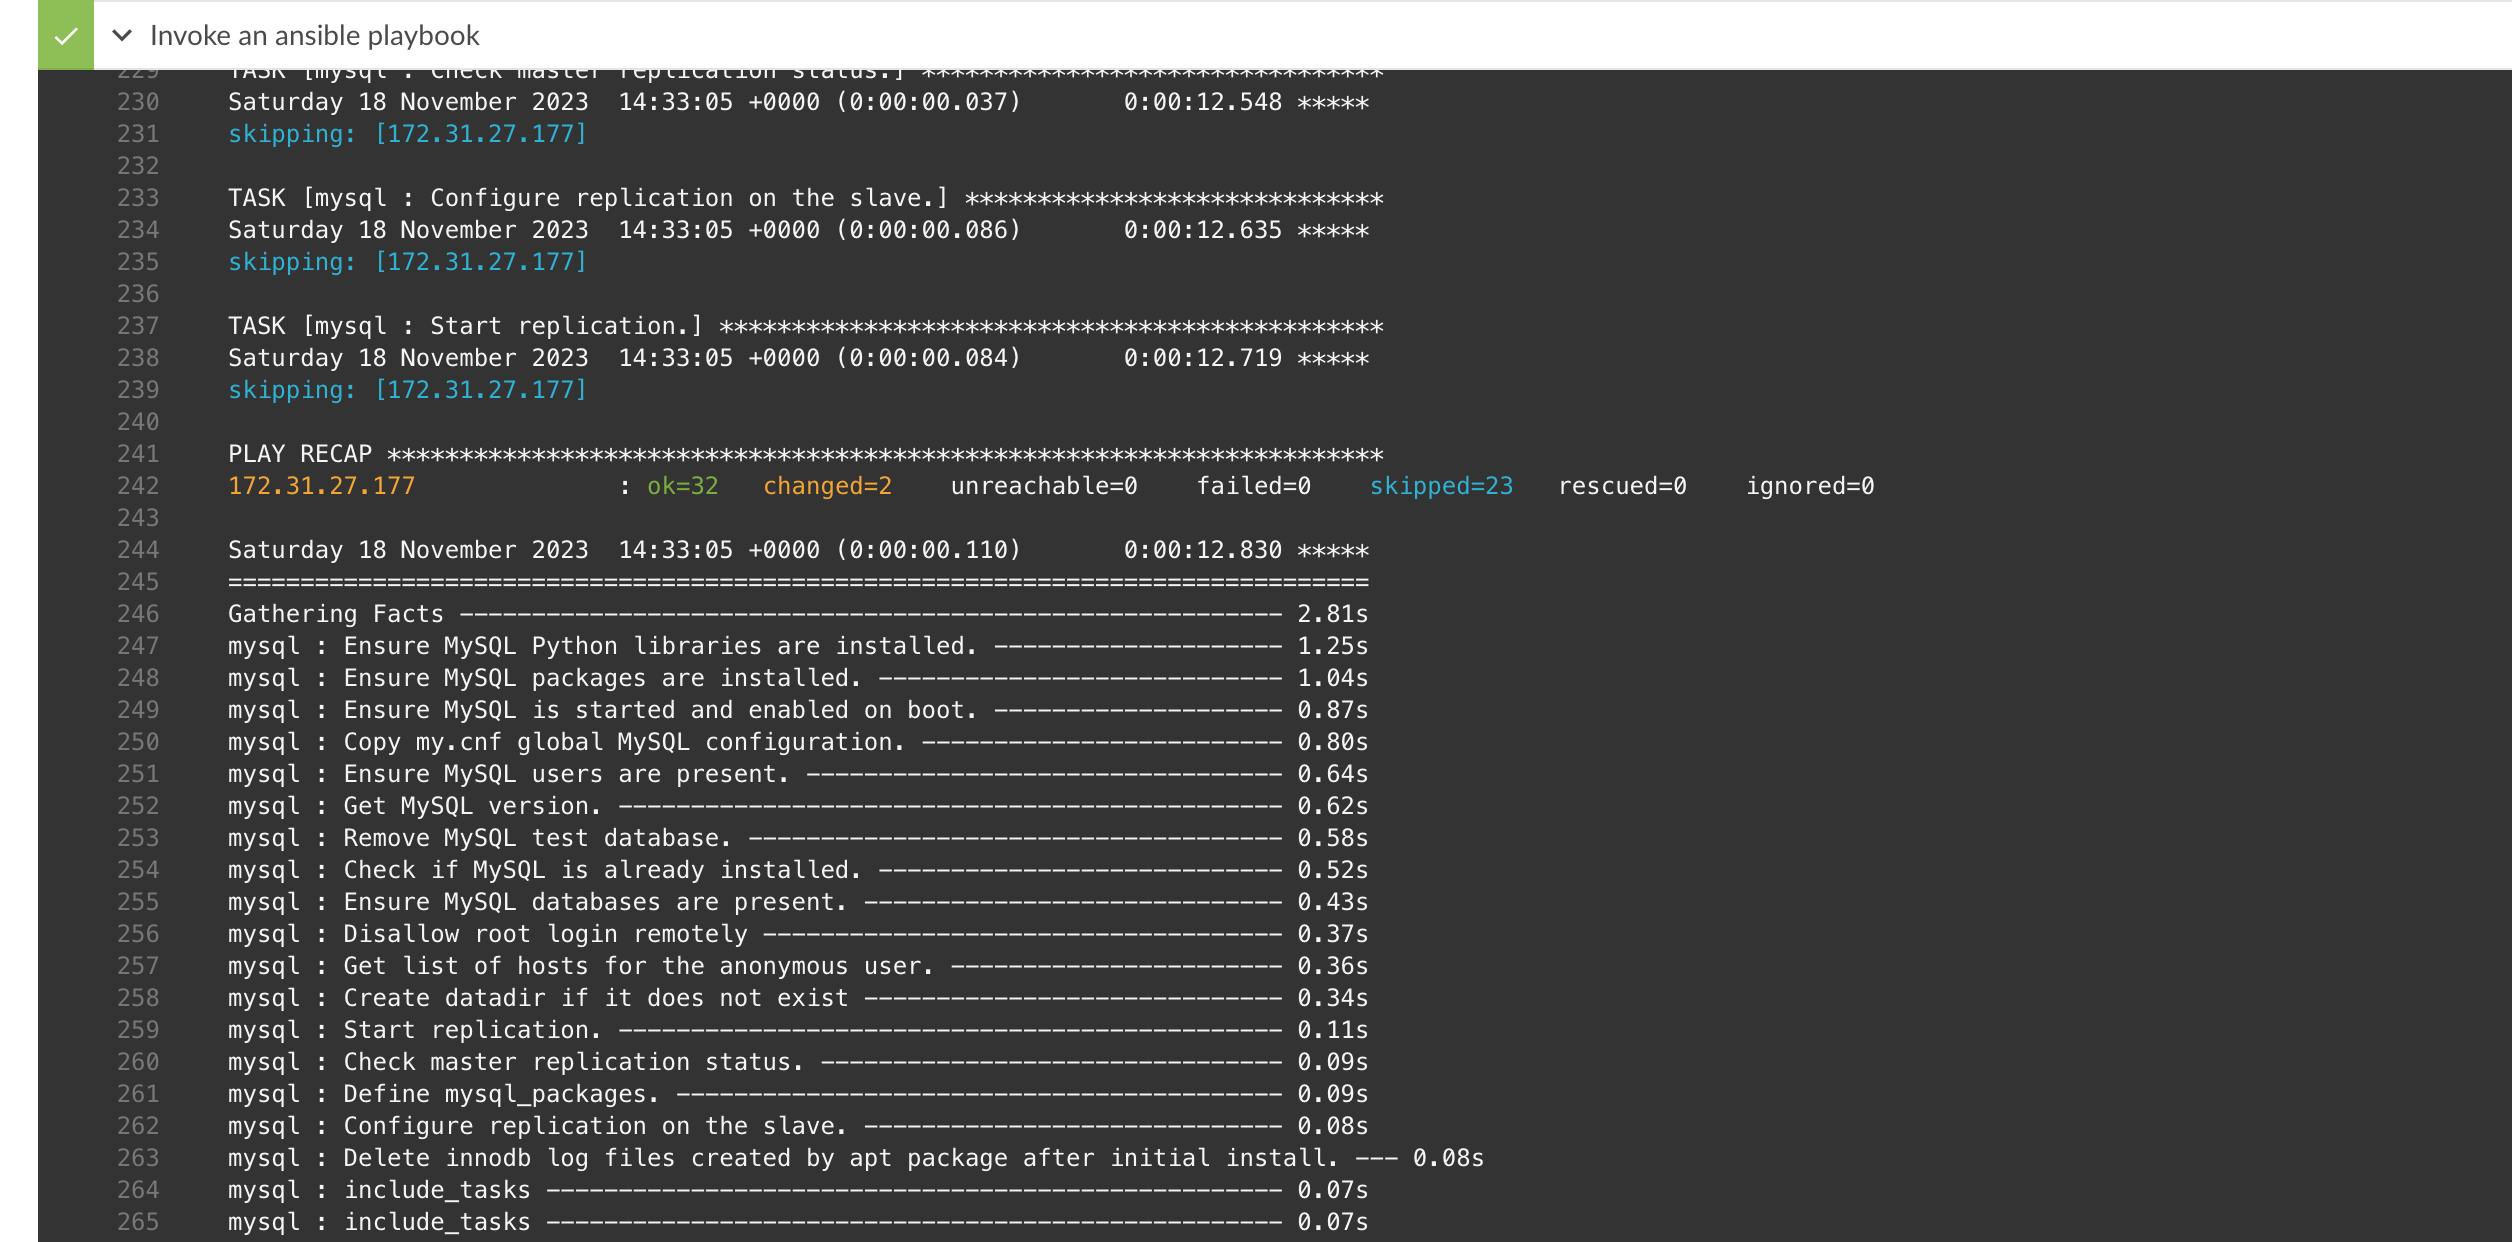 Invoke an ansible playbook
229 TASK [mysql : Check master replication status.] ********************************
230 Saturday 18 November 2023  14:33:05 +0000 (0:00:00.037)       0:00:12.548 *****
231 skipping: [172.31.27.177]
232
233 TASK [mysql : Configure replication on the slave.] *****************************
234 Saturday 18 November 2023  14:33:05 +0000 (0:00:00.086)       0:00:12.635 *****
235 skipping: [172.31.27.177]
236
237 TASK [mysql : Start replication.] **********************************************
238 Saturday 18 November 2023  14:33:05 +0000 (0:00:00.084)       0:00:12.719 *****
239 skipping: [172.31.27.177]
240
241 PLAY RECAP *********************************************************************
242 172.31.27.177              : ok=32   changed=2    unreachable=0    failed=0    skipped=23   rescued=0    ignored=0
243
244 Saturday 18 November 2023  14:33:05 +0000 (0:00:00.110)       0:00:12.830 *****
245 ===============================================================================
246 Gathering Facts --------------------------------------------------------- 2.81s
247 mysql : Ensure MySQL Python libraries are installed. -------------------- 1.25s
248 mysql : Ensure MySQL packages are installed. ---------------------------- 1.04s
249 mysql : Ensure MySQL is started and enabled on boot. -------------------- 0.87s
250 mysql : Copy my.cnf global MySQL configuration. ------------------------- 0.80s
251 mysql : Ensure MySQL users are present. --------------------------------- 0.64s
252 mysql : Get MySQL version. ---------------------------------------------- 0.62s
253 mysql : Remove MySQL test database. ------------------------------------- 0.58s
254 mysql : Check if MySQL is already installed. ---------------------------- 0.52s
255 mysql : Ensure MySQL databases are present. ----------------------------- 0.43s
256 mysql : Disallow root login remotely ------------------------------------ 0.37s
257 mysql : Get list of hosts for the anonymous user. ----------------------- 0.36s
258 mysql : Create datadir if it does not exist ----------------------------- 0.34s
259 mysql : Start replication. ---------------------------------------------- 0.11s
260 mysql : Check master replication status. -------------------------------- 0.09s
261 mysql : Define mysql_packages. ------------------------------------------ 0.09s
262 mysql : Configure replication on the slave. ----------------------------- 0.08s
263 mysql : Delete innodb log files created by apt package after initial install. --- 0.08s
264 mysql : include_tasks --------------------------------------------------- 0.07s
265 mysql : include_tasks --------------------------------------------------- 0.07s